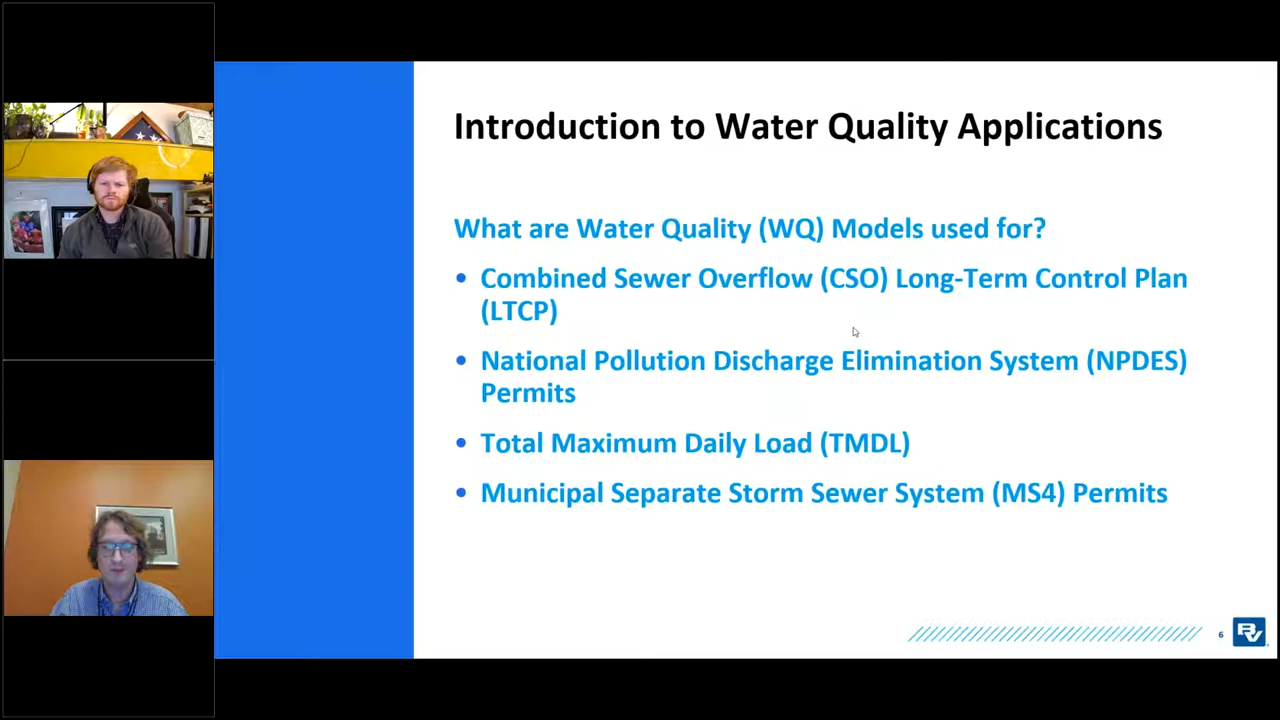 Introduction to Water Quality Applications
What are Water Quality (WQ) Models used for?
• Combined Sewer Overflow (CSO) Long-Term Control Plan
(LTCP)
• National Pollution Discharge Elimination System (NPDES)
Permits
• Total Maximum Daily Load (TMDL)
• Municipal Separate Storm Sewer System (MS4) Permits
6
BV